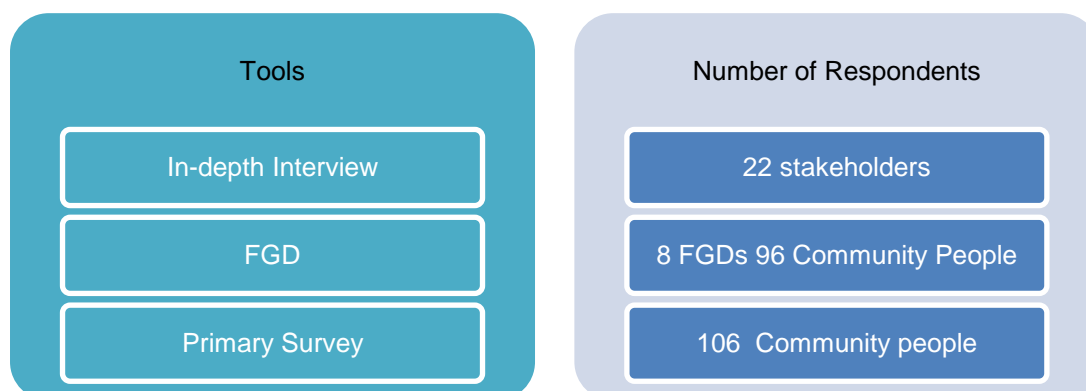 Tools
In-depth Interview
FGD
Primary Survey
Number of Respondents
22 stakeholders
8 FGDs 96 Community People
106  Community people